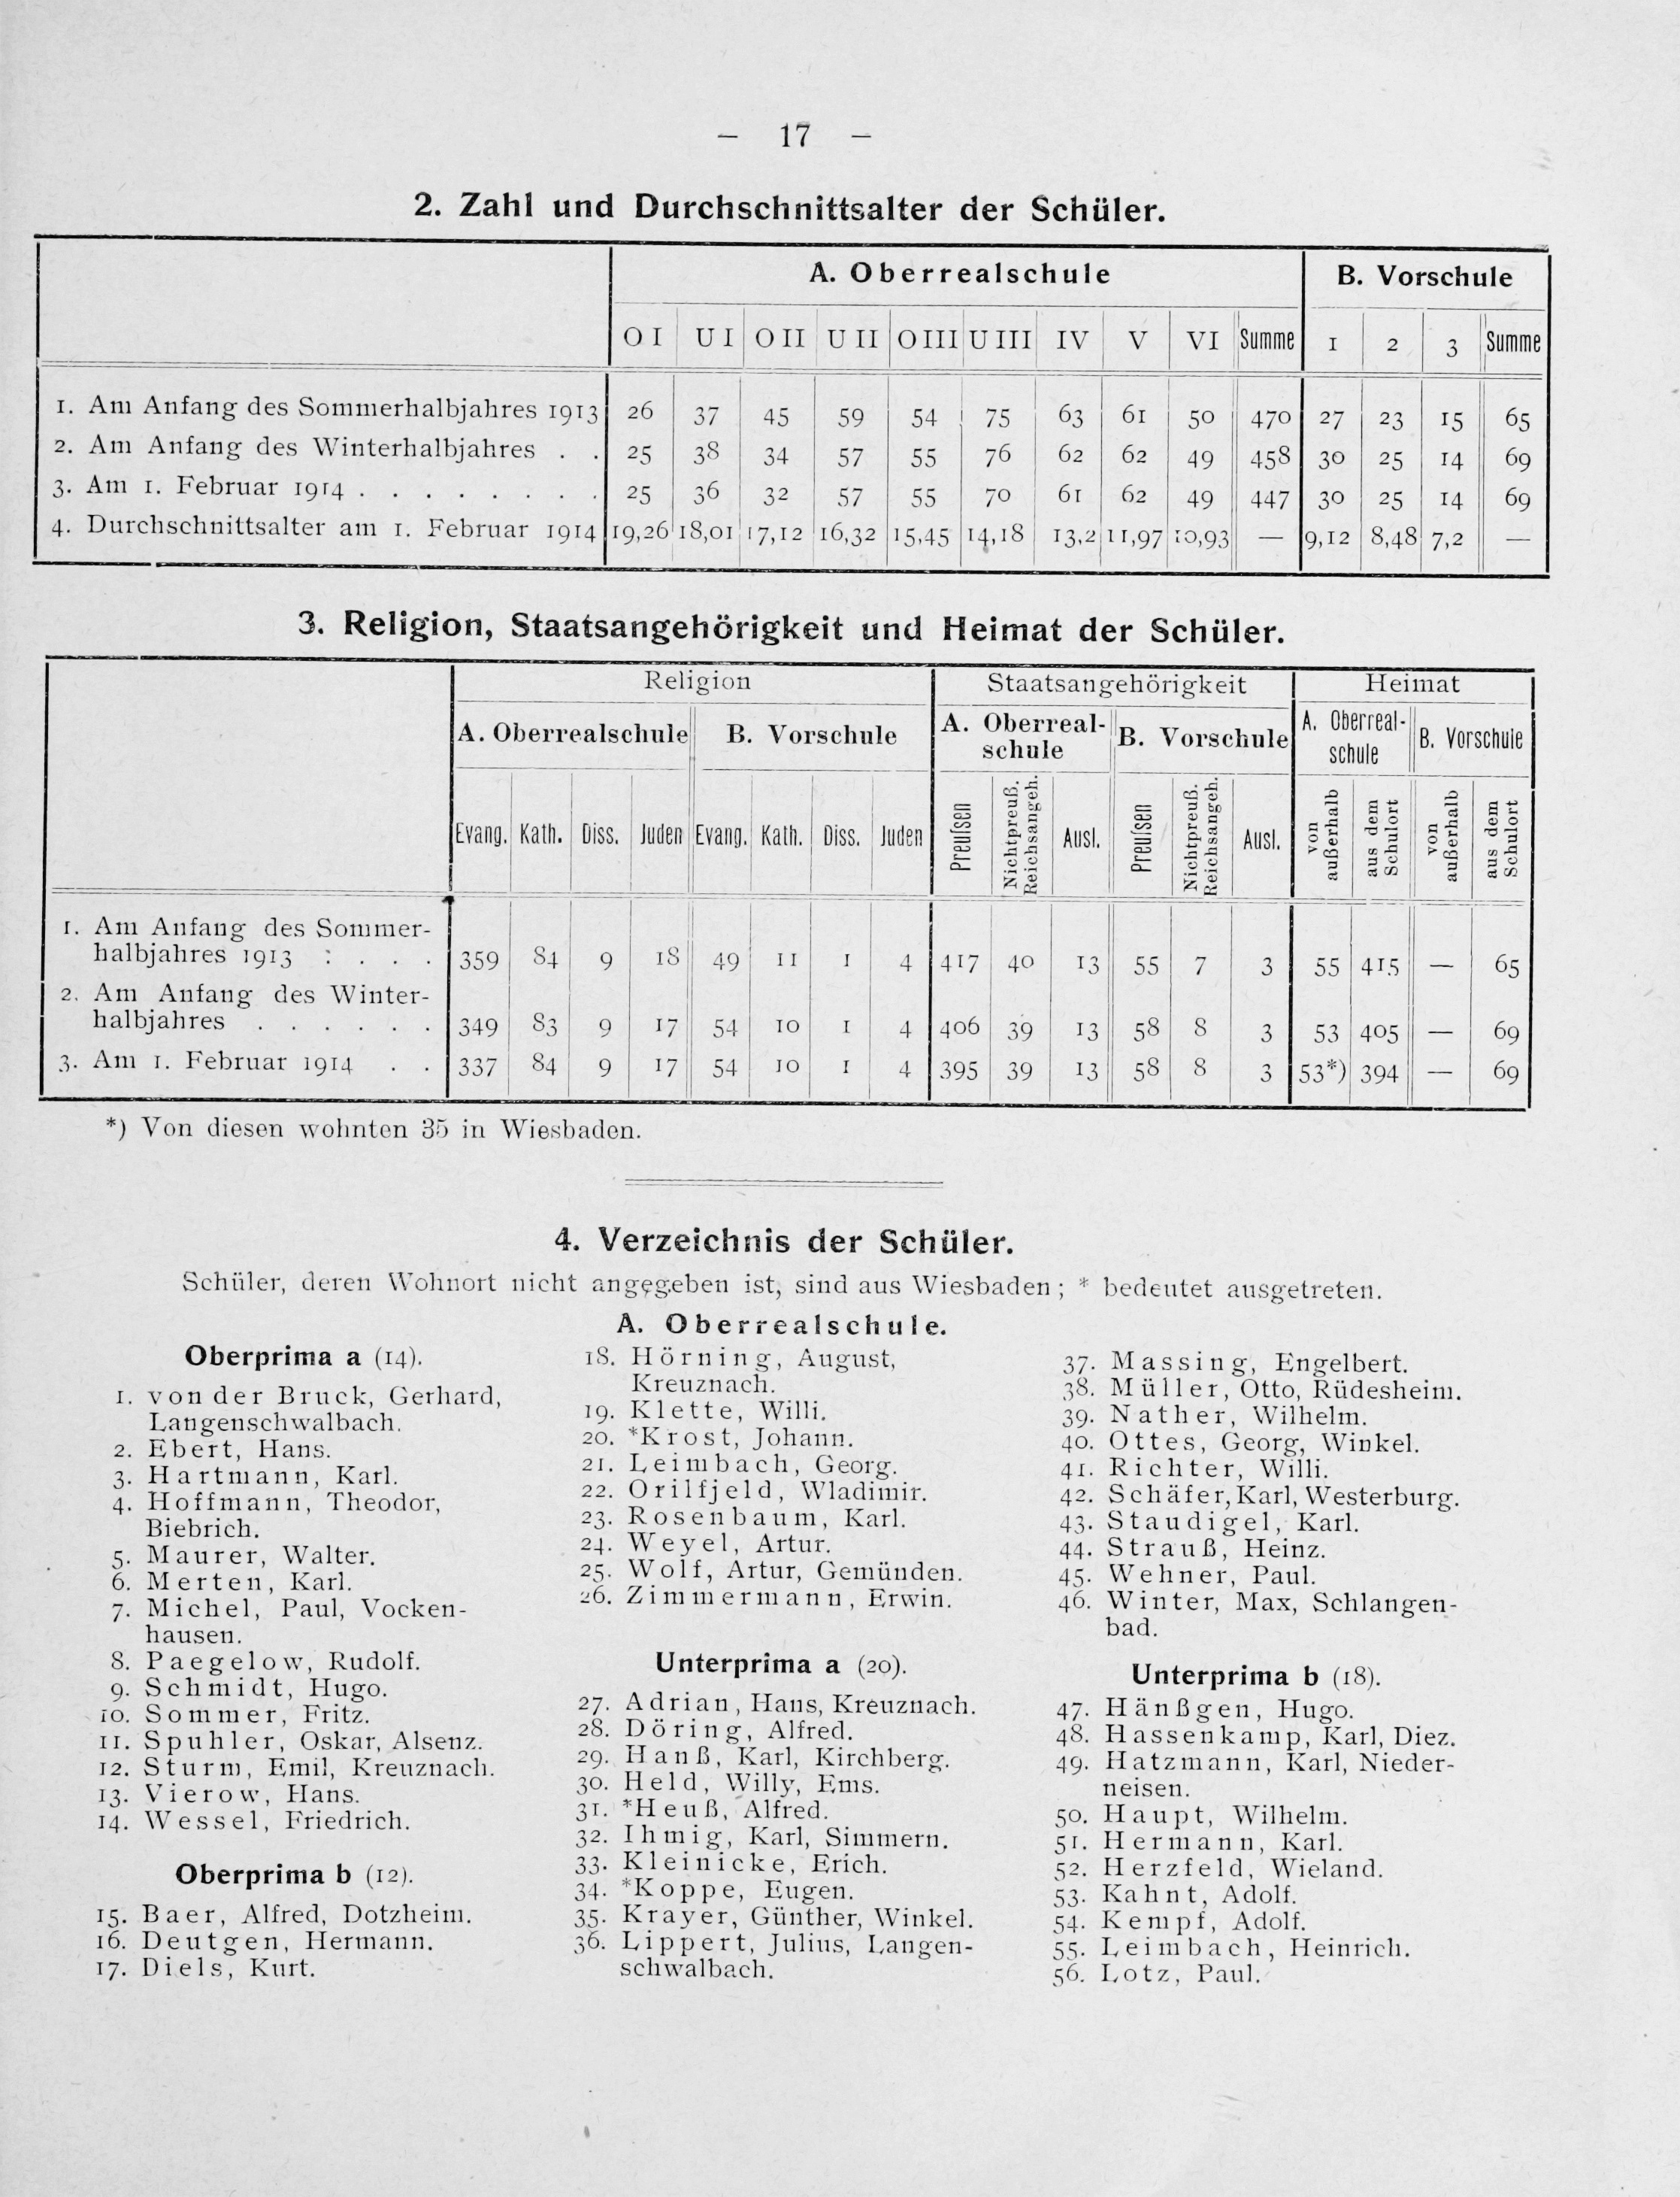 — 17 —
2. Zahl und Durchschnittsalter der Schüler.
A. Oberrealschule B. Vorschule
O I U I O II U II O III U III IV V VI Summe 1 2 3 Summe
1. Am Anfang des Sommerhalbjahres 1913 26 37 45 59 54 75 63 61 50 470 27 23 15 65
2. Am Anfang des Winterhalbjahres . . 25 38 34 57 55 76 62 62 49 458 30 25 14 69
3. Am 1. Februar 1914 . . . . . . . . 25 36 32 57 55 70 61 62 49 447 30 25 14 69
4. Durchschnittsalter am 1. Februar 1914 19,26 18,01 17,12 16,32 15,45 14,18 13,2 11,97 10,93 — 9,12 8,48 7,2 —
3. Religion, Staatsangehörigkeit und Heimat der Schüler.
Religion Staatsangehörigkeit Heimat
A. Oberrealschule B. Vorschule A. Oberreal-schule B. Vorschule A. Oberreal-schule B. Vorschule
Evang. Kath. Diss. Juden Evang. Kath. Diss. Juden Preuſsen Nichtpreuß. Reichsangeh. Ausl. Preuſsen Nichtpreuß. Reichsangeh. Ausl. von außerhalb aus dem Schulort von außerhalb aus dem Schulort
1. Am Anfang des Sommer-
halbjahres 1913 : . . . 359 84 9 18 49 11 1 4 417 40 13 55 7 3 55 415 — 65
2. Am Anfang des Winter-
halbjahres . . . . . . 349 83 9 17 54 10 1 4 406 39 13 58 8 3 53 405 — 69
3. Am 1. Februar 1914 . . 337 84 9 17 54 10 1 4 395 39 13 58 8 3 53*) 394 — 69
*) Von diesen wohnten 35 in Wiesbaden.
4. Verzeichnis der Schüler.
Schüler, deren Wohnort nicht angegeben ist, sind aus Wiesbaden; * bedeutet ausgetreten.
A. Oberrealschule.
Oberprima a (14).
1. von der Bruck, Gerhard,
Langenschwalbach.
2. Ebert, Hans.
3. Hartmann, Karl.
4. Hoffmann, Theodor,
Biebrich.
5. Maurer, Walter.
6. Merten, Karl.
7. Michel, Paul, Vocken-
hausen.
8. Paegelow, Rudolf.
9. Schmidt, Hugo.
10. Sommer, Fritz.
11. Spuhler, Oskar, Alsenz.
12. Sturm, Emil, Kreuznach.
13. Vierow, Hans.
14. Wessel, Friedrich.
Oberprima b (12).
15. Baer, Alfred, Dotzheim.
16. Deutgen, Hermann.
17. Diels, Kurt.
18. Hörning, August,
Kreuznach.
19. Klette, Willi.
20. *Krost, Johann.
21. Leimbach, Georg.
22. Orilfjeld, Wladimir.
23. Rosenbaum, Karl.
24. Weyel, Artur.
25. Wolf, Artur, Gemünden.
26. Zimmermann, Erwin.
Unterprima a (20).
27. Adrian, Hans, Kreuznach.
28. Döring, Alfred.
29. Hanß, Karl, Kirchberg.
30. Held, Willy, Ems.
31. *Heuß, Alfred.
32. Ihmig, Karl, Simmern.
33. Kleinicke, Erich.
34. *Koppe, Eugen.
35. Krayer, Günther, Winkel.
36. Lippert, Julius, Langen-
schwalbach.
37. Massing, Engelbert.
38. Müller, Otto, Rüdesheim.
39. Nather, Wilhelm.
40. Ottes, Georg, Winkel.
41. Richter, Willi.
42. Schäfer, Karl, Westerburg.
43. Staudigel, Karl.
44. Strauß, Heinz.
45. Wehner, Paul.
46. Winter, Max, Schlangen-
bad.
Unterprima b (18).
47. Hänßgen, Hugo.
48. Hassenkamp, Karl, Diez.
49. Hatzmann, Karl, Nieder-
neisen.
50. Haupt, Wilhelm.
51. Hermann, Karl.
52. Herzfeld, Wieland.
53. Kahnt, Adolf.
54. Kempf, Adolf.
55. Leimbach, Heinrich.
56. Lotz, Paul.